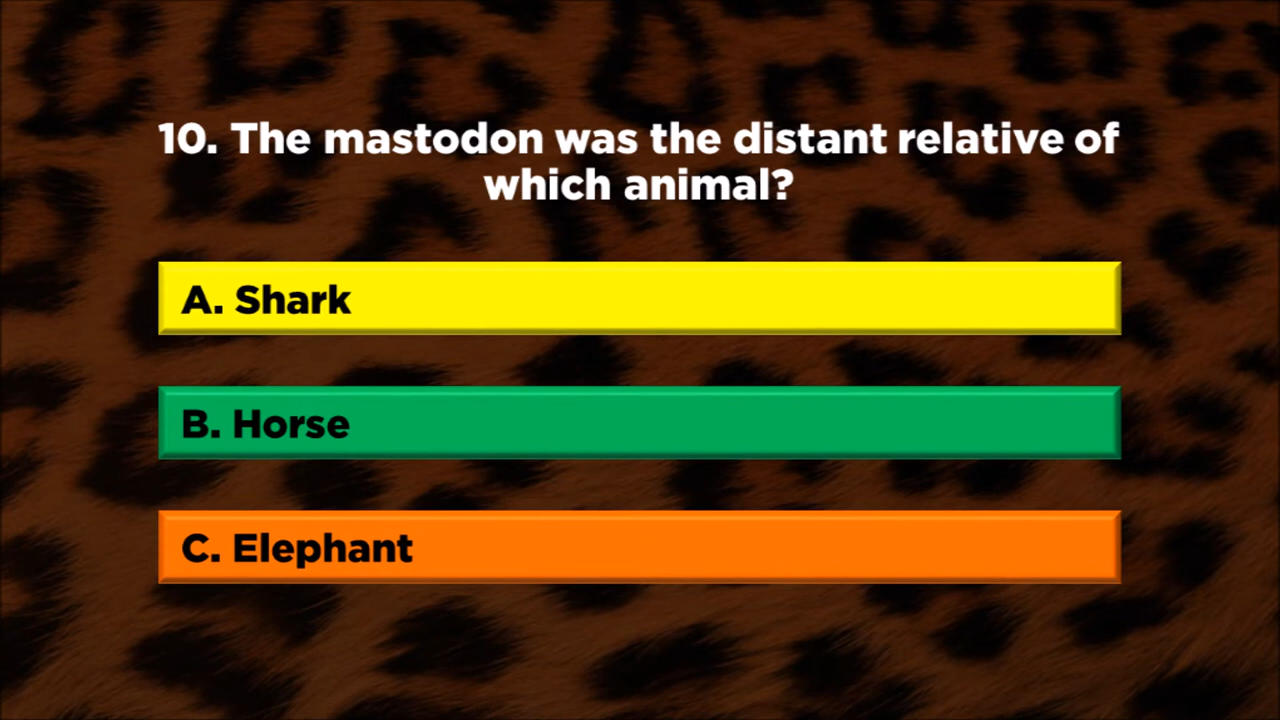 10. The mastodon was the distant relative of
which animal?
A. Shark
B. Horse
C. Elephant